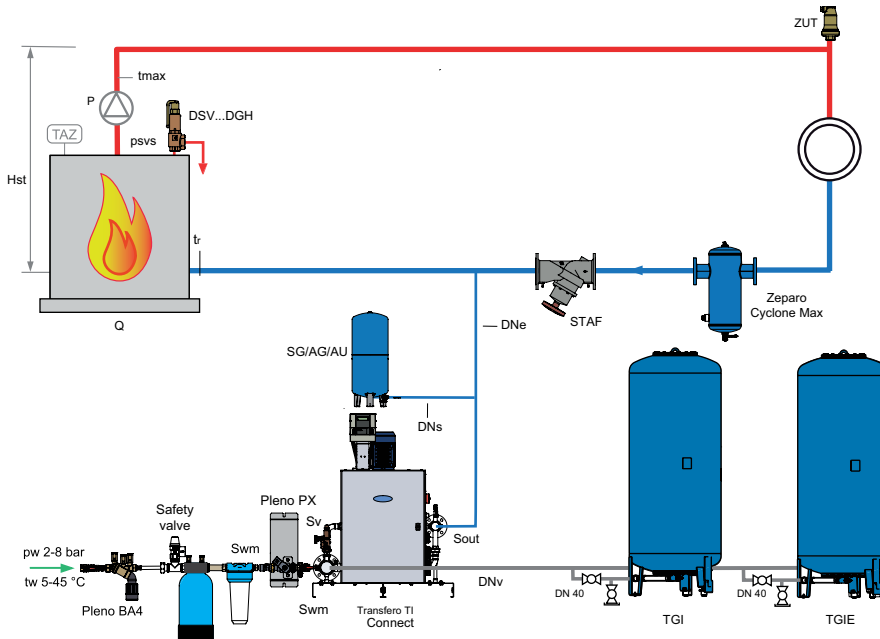 ZUT
tmax
P
DSV...DGH
TAZ
psvs
Hst
tr
Q
STAF
Zeparo
Cyclone Max
DNe
SG/AG/AU
DNs
Pleno PX
Safety
valve
Sv
Sout
Swm
pw 2-8 bar
tw 5-45 °C
Pleno BA4
Swm
Transfero TI
Connect
DNv
DN 40
TGI
DN 40
TGIE